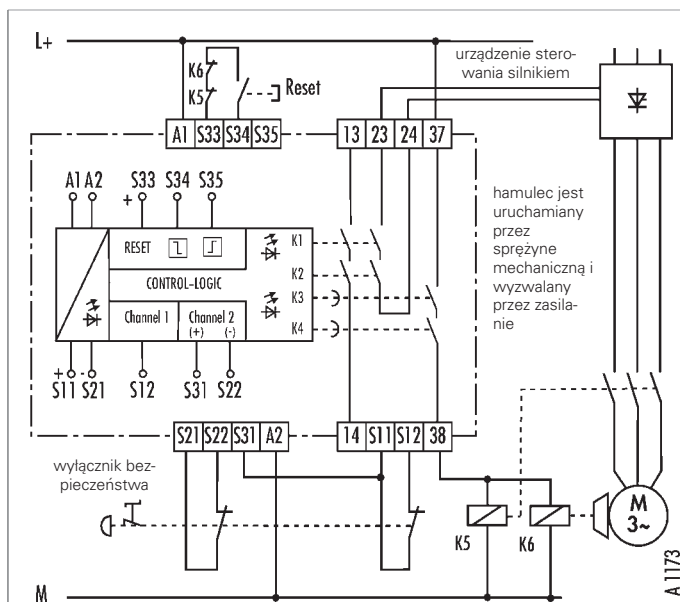 L+
K6
K5
Reset
urządzenie stero-
wania silnikiem
A1 S33 S34 S35
13 23 24 37
A1 A2 S33 S34 S35
+
RESET
K1
K2
K3
K4
CONTROL-LOGIC
Channel 1
Channel 2
(+) (-)
hamulec jest
uruchamiany
przez
sprężyne
mechaniczną i
wyzwalany
przez zasila-
nie
+ -
S11 S21 S12 S31 S22
S21 S22 S31 A2
14 S11 S12 38
wyłącznik bez-
pieczeństwa
K5
K6
M
3~
M
A 1173